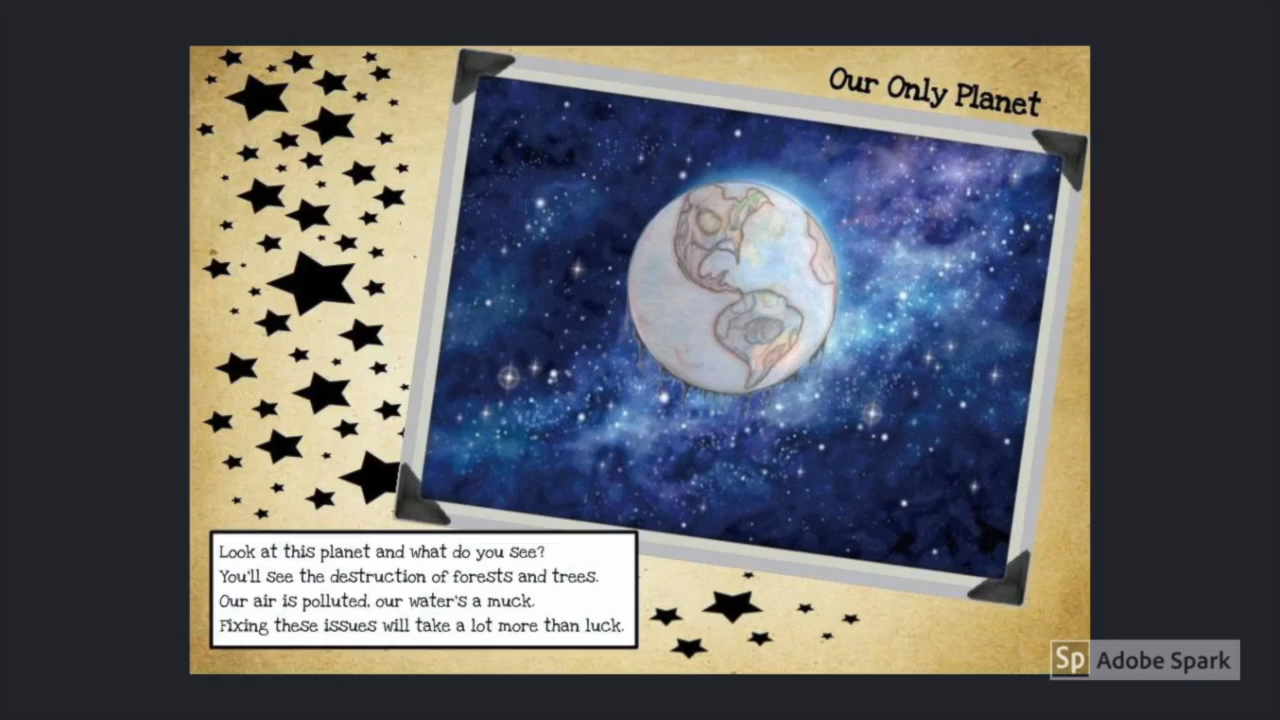 Our Only Planet
Look at this planet and what do you see?
You'll see the destruction of forests and trees.
Our air is polluted, our water's a muck.
Fixing these issues will take a lot more than luck.
Sp Adobe Spark